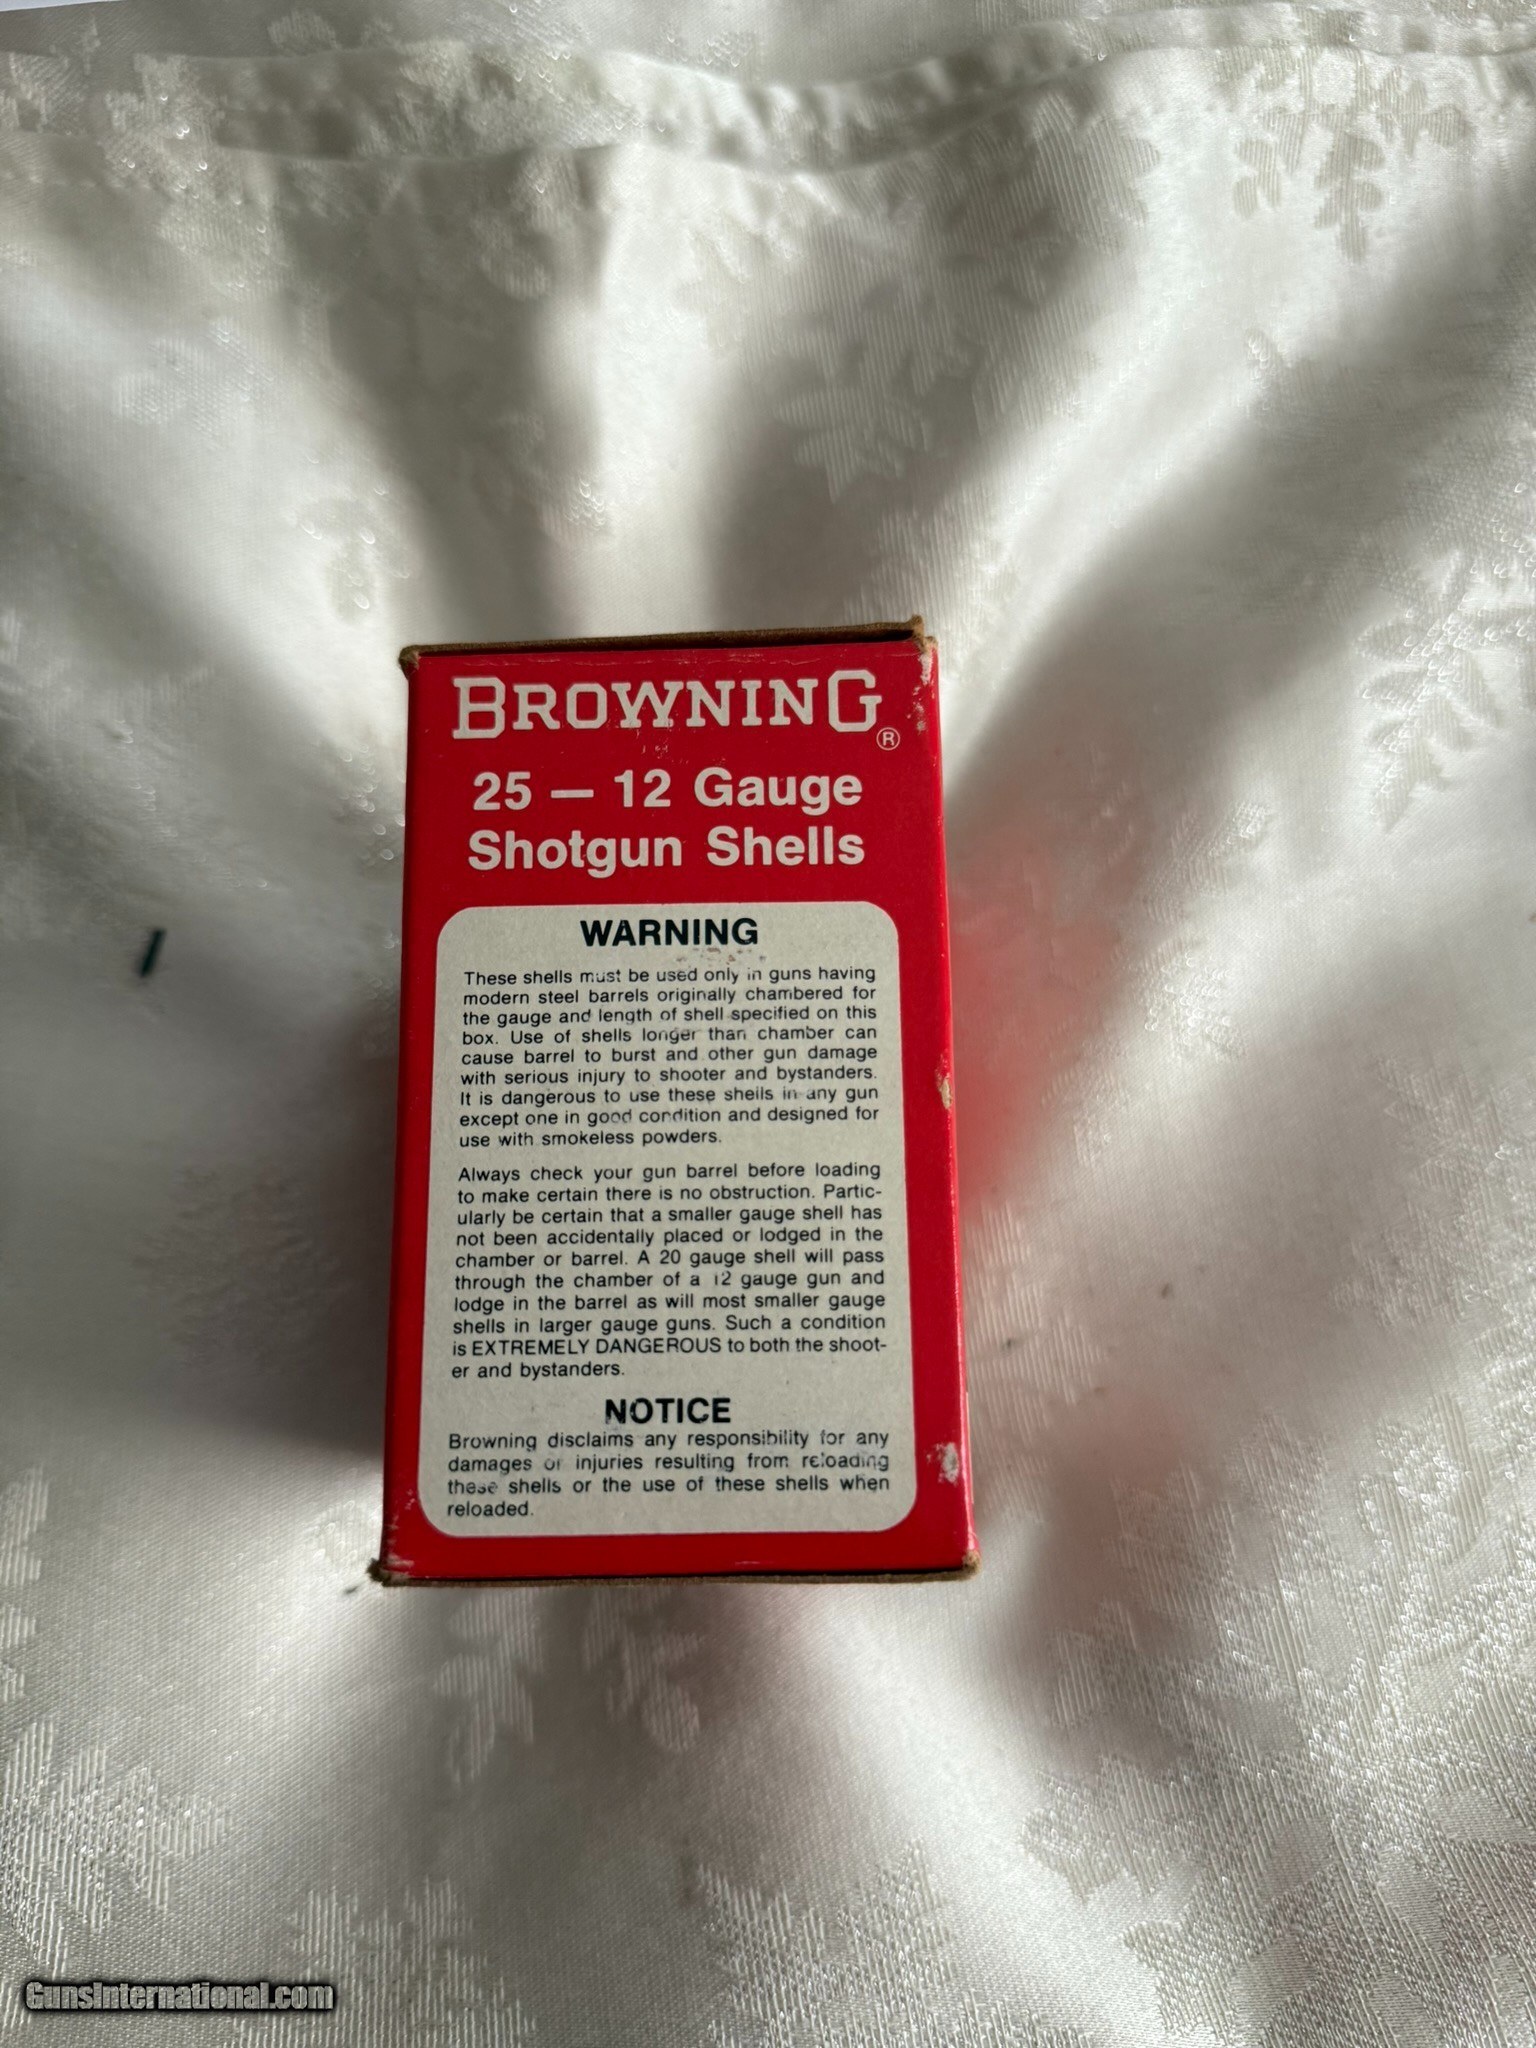 BROWNING®
25 — 12 Gauge
Shotgun Shells
WARNING
These shells must be used only in guns having
modern steel barrels originally chambered for
the gauge and length of shell specified on this
box. Use of shells longer than chamber can
cause barrel to burst and other gun damage
with serious injury to shooter and bystanders.
It is dangerous to use these shells in any gun
except one in good condition and designed for
use with smokeless powders.
Always check your gun barrel before loading
to make certain there is no obstruction. Partic-
ularly be certain that a smaller gauge shell has
not been accidentally placed or lodged in the
chamber or barrel. A 20 gauge shell will pass
through the chamber of a 12 gauge gun and
lodge in the barrel as will most smaller gauge
shells in larger gauge guns. Such a condition
is EXTREMELY DANGEROUS to both the shoot-
er and bystanders.
NOTICE
Browning disclaims any responsibility for any
damages or injuries resulting from reloading
these shells or the use of these shells when
reloaded.
GunsInternational.com